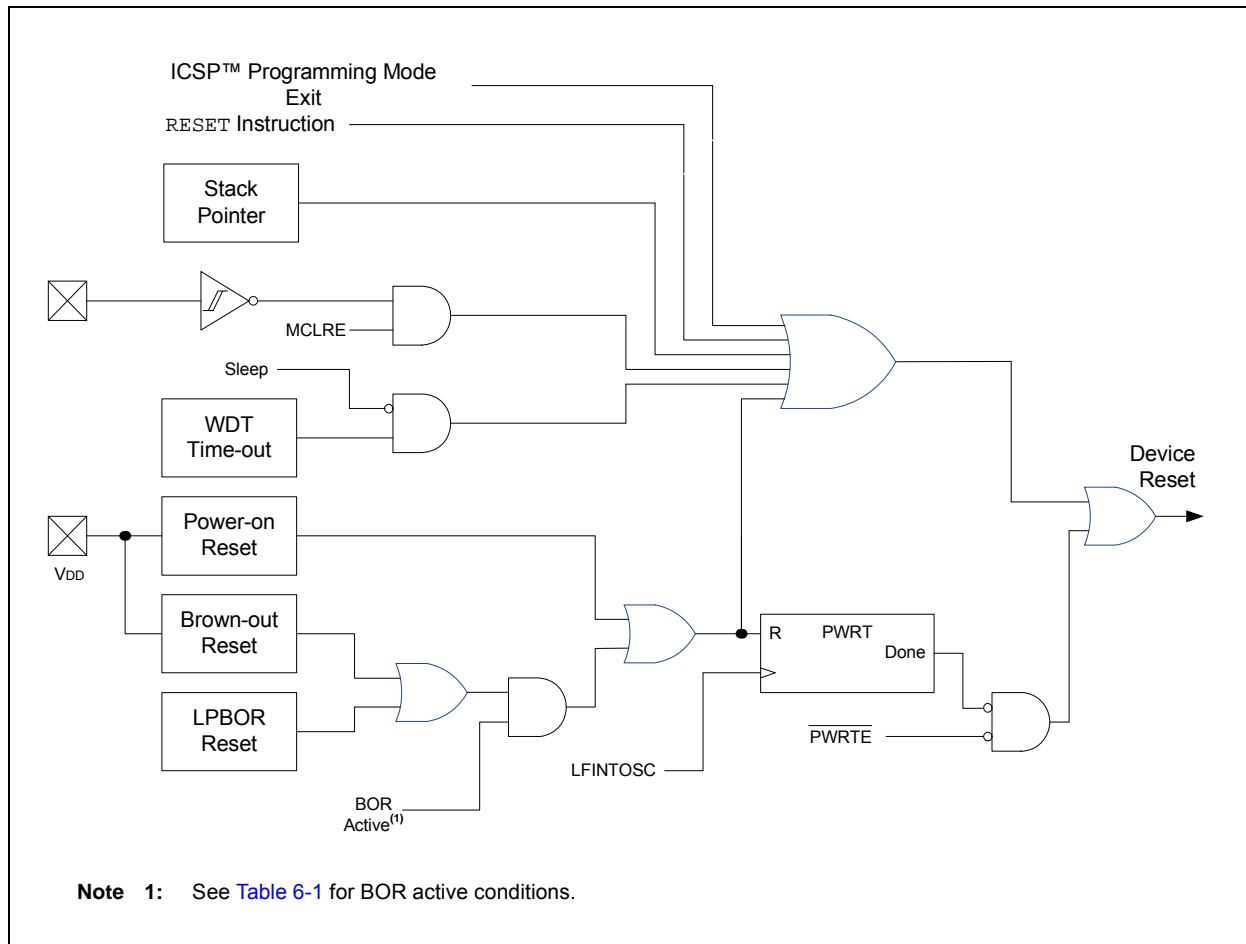 ICSP™ Programming Mode
Exit
RESET Instruction
Stack
Pointer
MCLRE
Sleep
WDT
Time-out
Device
Reset
Power-on
Reset
VDD
Brown-out
Reset
R PWRT
Done
LPBOR
Reset
PWRTE
LFINTOSC
BOR
Active(1)
Note 1: See Table 6-1 for BOR active conditions.